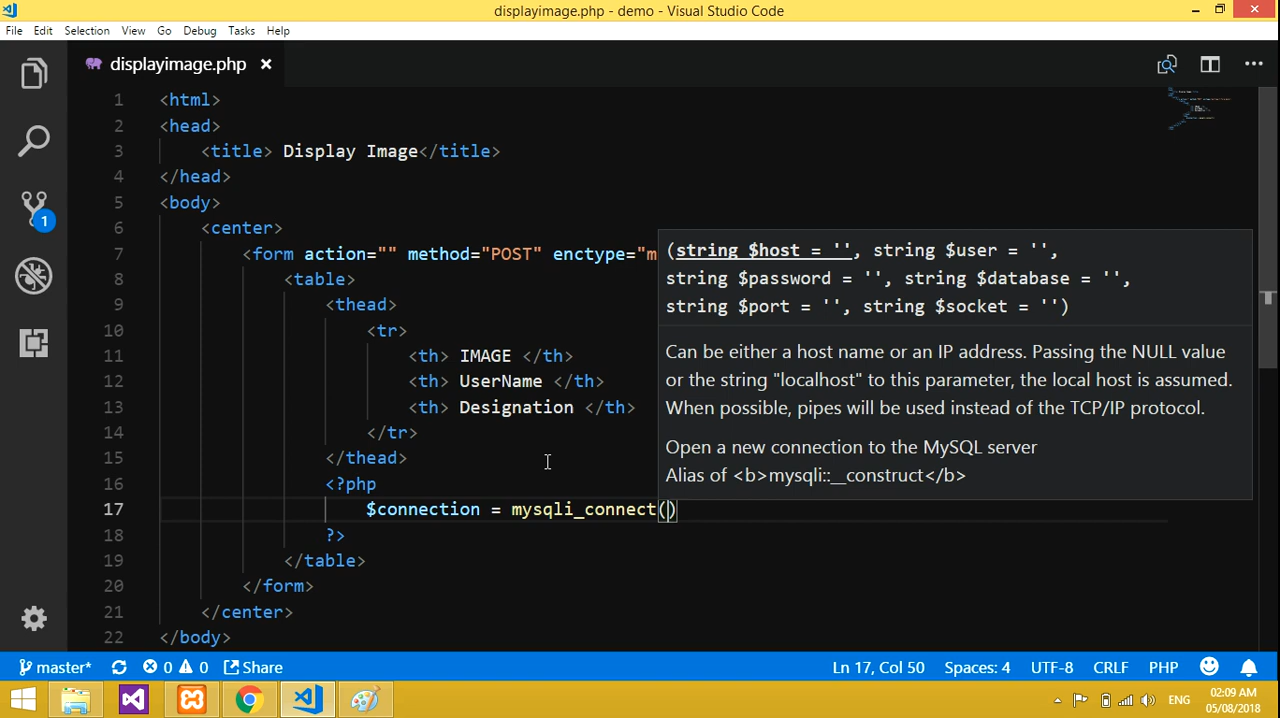 displayimage.php - demo - Visual Studio Code
File Edit Selection View Go Debug Tasks Help
displayimage.php
1 <html>
2 <head>
3 <title> Display Image</title>
4 </head>
5 <body>
6 <center>
7 <form action="" method="POST" enctype="m
8 <table>
9 <thead>
10 <tr>
11 <th> IMAGE </th>
12 <th> UserName </th>
13 <th> Designation </th>
14 </tr>
15 </thead>
16 <?php
17 $connection = mysqli_connect()
18 ?>
19 </table>
20 </form>
21 </center>
22 </body>
(string $host = '', string $user = '',
string $password = '', string $database = '',
string $port = '', string $socket = '')
Can be either a host name or an IP address. Passing the NULL value
or the string "localhost" to this parameter, the local host is assumed.
When possible, pipes will be used instead of the TCP/IP protocol.
Open a new connection to the MySQL server
Alias of <b>mysqli::__construct</b>
1
master* 0 0 Share Ln 17, Col 50 Spaces: 4 UTF-8 CRLF PHP
ENG 02:09 AM
05/08/2018